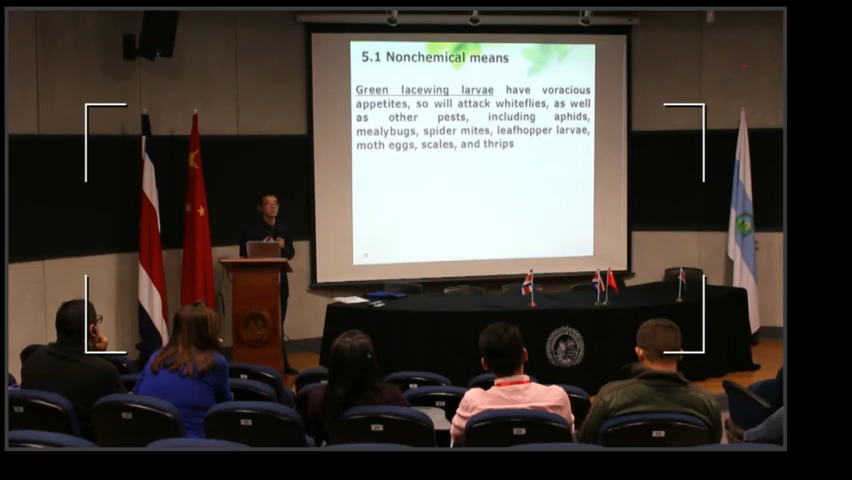 5.1 Nonchemical means
Green lacewing larvae have voracious
appetites, so will attack whiteflies, as well
as other pests, including aphids,
mealybugs, spider mites, leafhopper larvae,
moth eggs, scales, and thrips